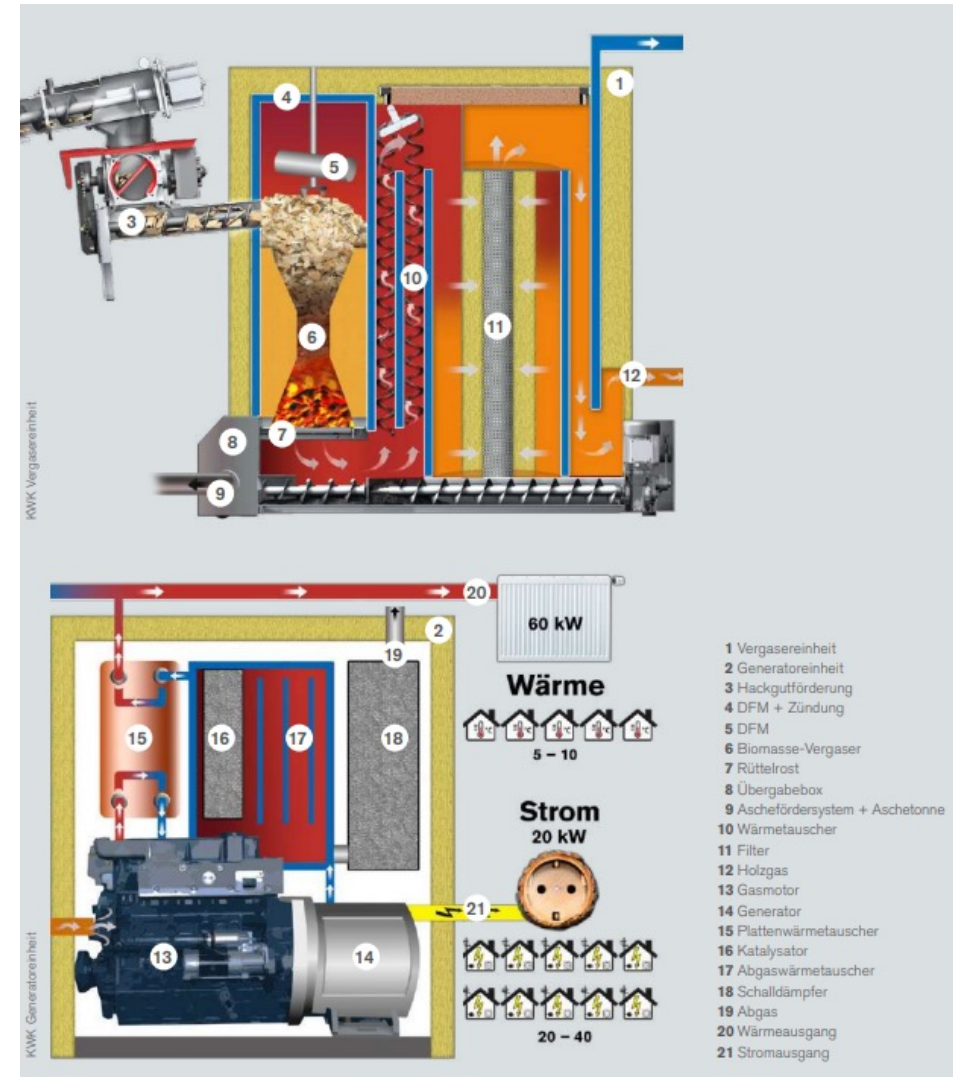 4
1
5
3
10
6
11
12
7
8
9
KWK Vergasereinheit
20
60 kW
2
19
Wärme
15
16
17
18
5 – 10
Strom
20 kW
21
13
14
20 – 40
KWK Generatoreinheit
1 Vergasereinheit
2 Generatoreinheit
3 Hackgutförderung
4 DFM + Zündung
5 DFM
6 Biomasse-Vergaser
7 Rüttelrost
8 Übergabebox
9 Aschefördersystem + Aschetonne
10 Wärmetauscher
11 Filter
12 Holzgas
13 Gasmotor
14 Generator
15 Plattenwärmetauscher
16 Katalysator
17 Abgaswärmetauscher
18 Schalldämpfer
19 Abgas
20 Wärmeausgang
21 Stromausgang